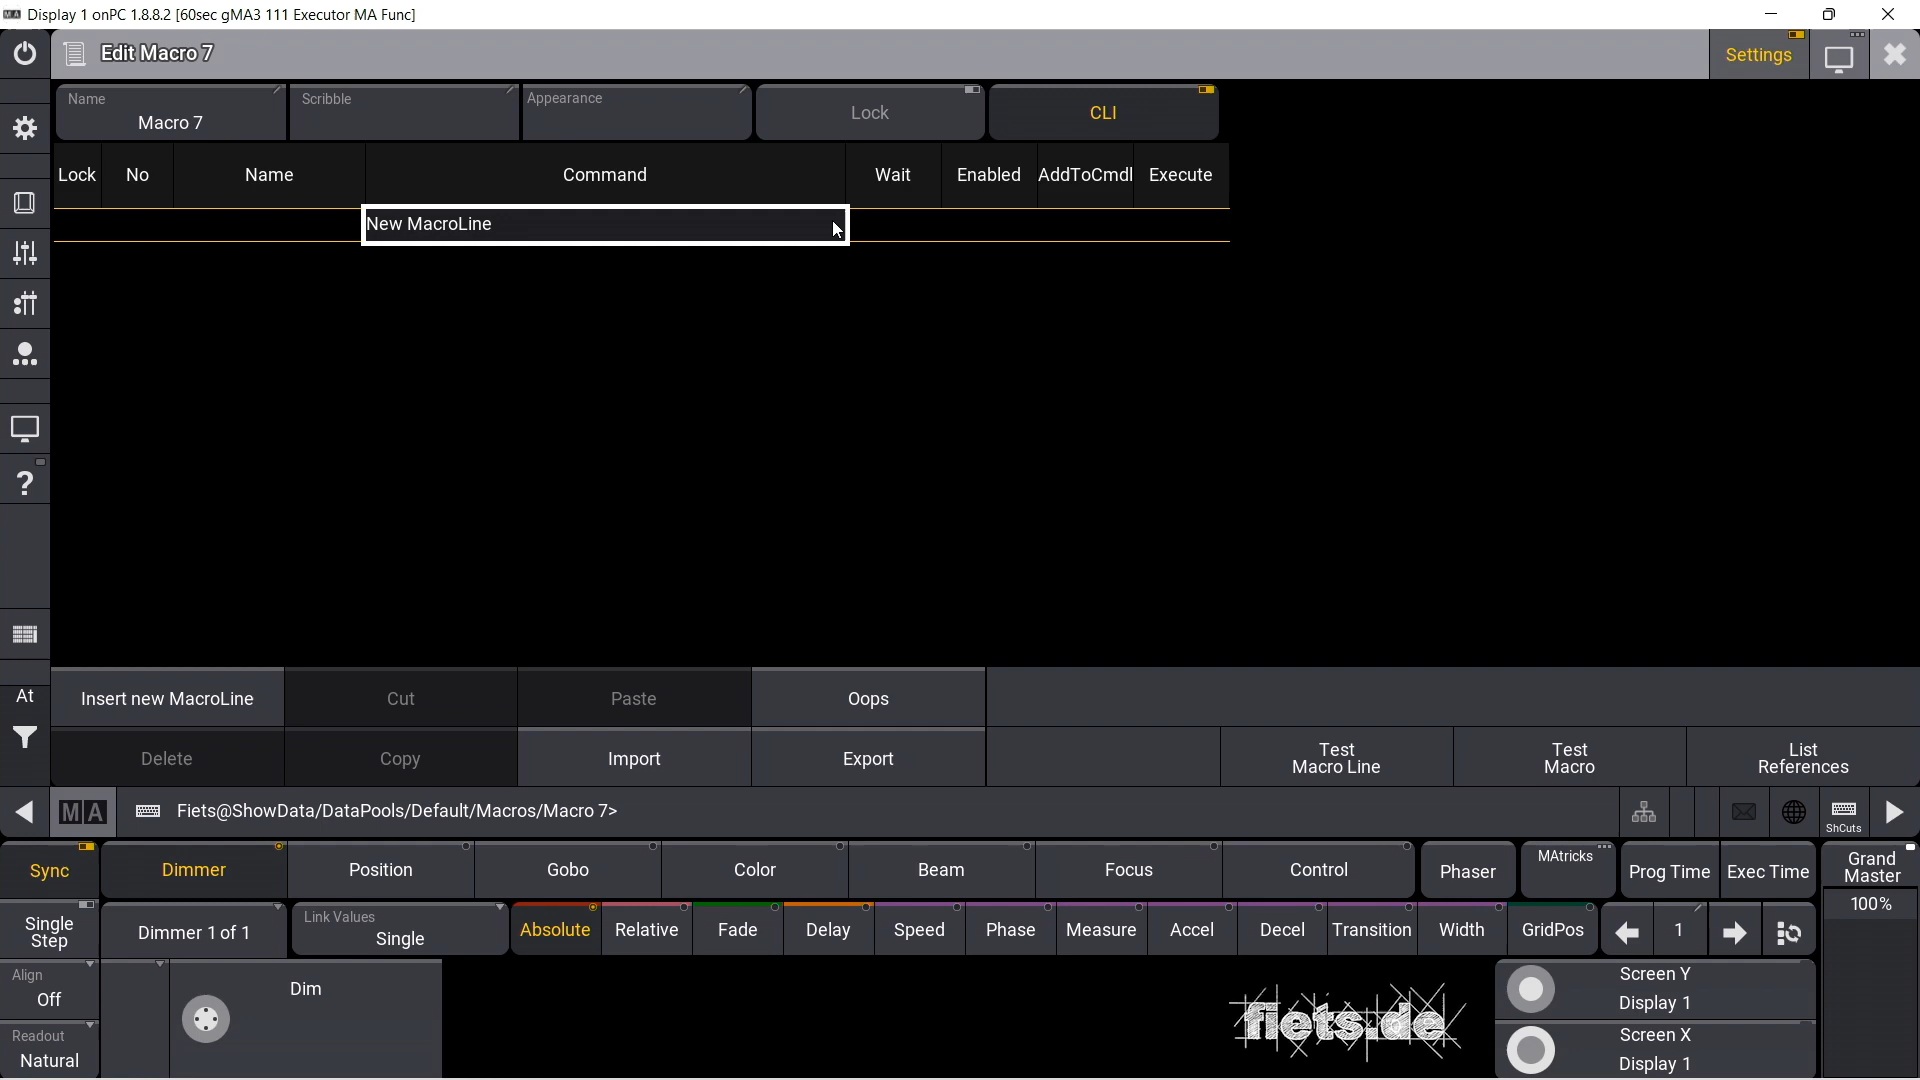 Display 1 onPC 1.8.8.2 [60sec gMA3 111 Executor MA Func]
Edit Macro 7
Settings
Name
Macro 7
Scribble
Appearance
Lock
CLI
Lock No Name Command Wait Enabled AddToCmdl Execute
New MacroLine
Insert new MacroLine Cut Paste Oops
Delete Copy Import Export
Test
Macro Line
Test
Macro
List
References
At
MA
Fiets@ShowData/DataPools/Default/Macros/Macro 7>
ShCuts
Sync Dimmer Position Gobo Color Beam Focus Control Phaser MAtricks Prog Time Exec Time
Grand
Master
100%
Single
Step
Dimmer 1 of 1
Link Values
Single
Absolute Relative Fade Delay Speed Phase Measure Accel Decel Transition Width GridPos 1
Align
Off
Dim
Readout
Natural
fiets.de
Screen Y
Display 1
Screen X
Display 1